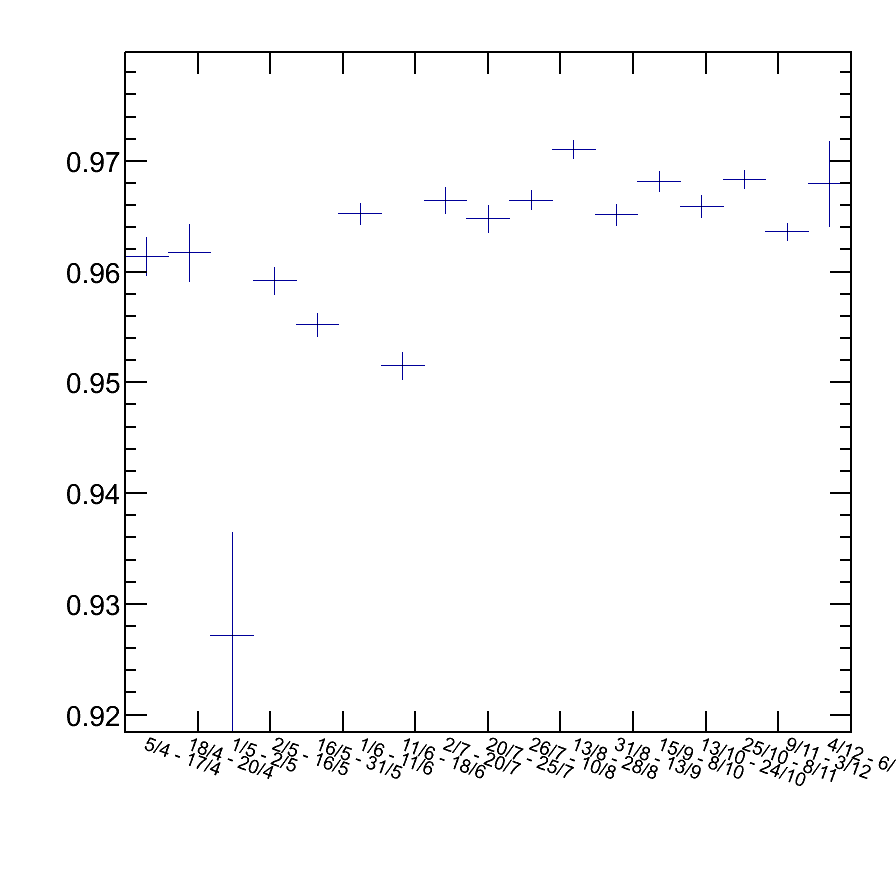 0.97
0.96
0.95
0.94
0.93
0.92
5/4 - 17/4
18/4 - 20/4
1/5 - 2/5
2/5 - 16/5
16/5 - 31/5
1/6 - 11/6
11/6 - 18/6
2/7 - 20/7
20/7 - 25/7
26/7 - 10/8
13/8 - 28/8
31/8 - 13/9
15/9 - 8/10
13/10 - 24/10
25/10 - 8/11
9/11 - 3/12
4/12 - 6/